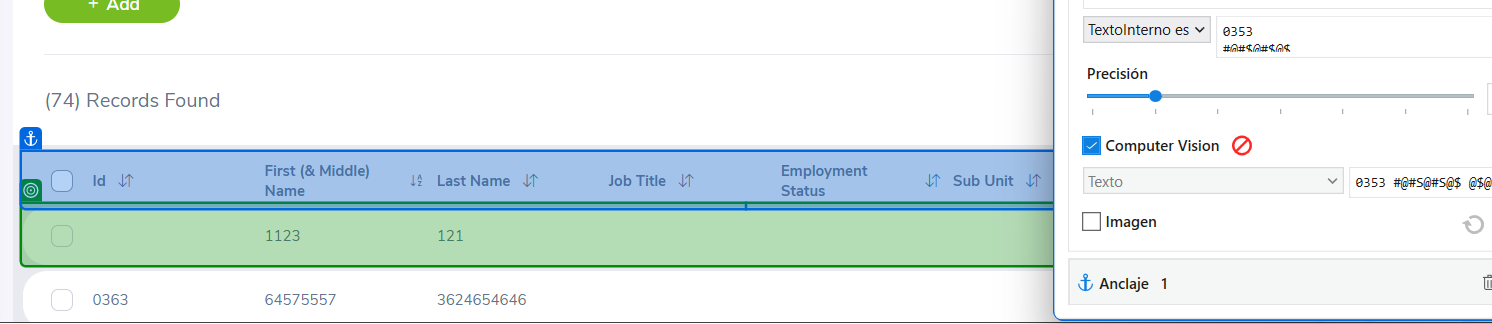 + Add
(74) Records Found
Id
First (& Middle) Name
Last Name
Job Title
Employment Status
Sub Unit
1123 121
0363 64575557 3624654646
TextoInterno es
0353
#@#$@#$@$
Precisión
Computer Vision
Texto
0353 #@#S@#S@$ @$@
Imagen
Anclaje 1